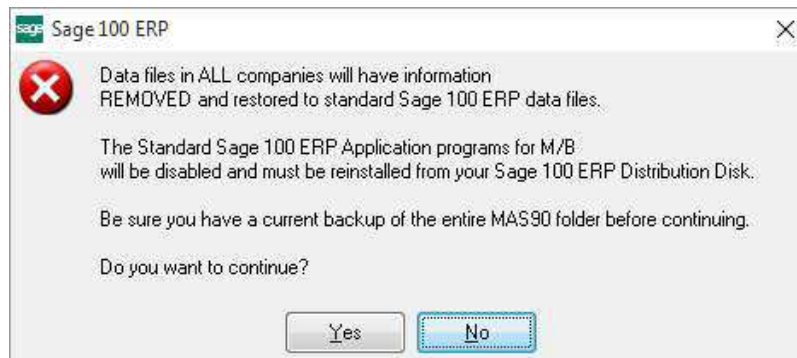 sage Sage 100 ERP
Data files in ALL companies will have information
REMOVED and restored to standard Sage 100 ERP data files.
The Standard Sage 100 ERP Application programs for M/B
will be disabled and must be reinstalled from your Sage 100 ERP Distribution Disk.
Be sure you have a current backup of the entire MAS90 folder before continuing.
Do you want to continue?
Yes No